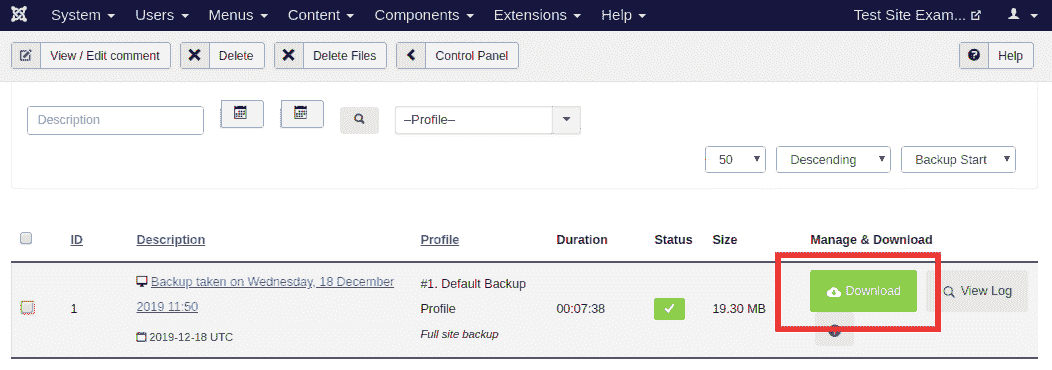 System Users Menus Content Components Extensions Help Test Site Exam...
View / Edit comment Delete Delete Files Control Panel Help
Description –Profile–
50 Descending Backup Start
ID Description Profile Duration Status Size Manage & Download
Backup taken on Wednesday, 18 December #1. Default Backup Download View Log
1 2019 11:50 Profile 00:07:38 19.30 MB
2019-12-18 UTC Full site backup